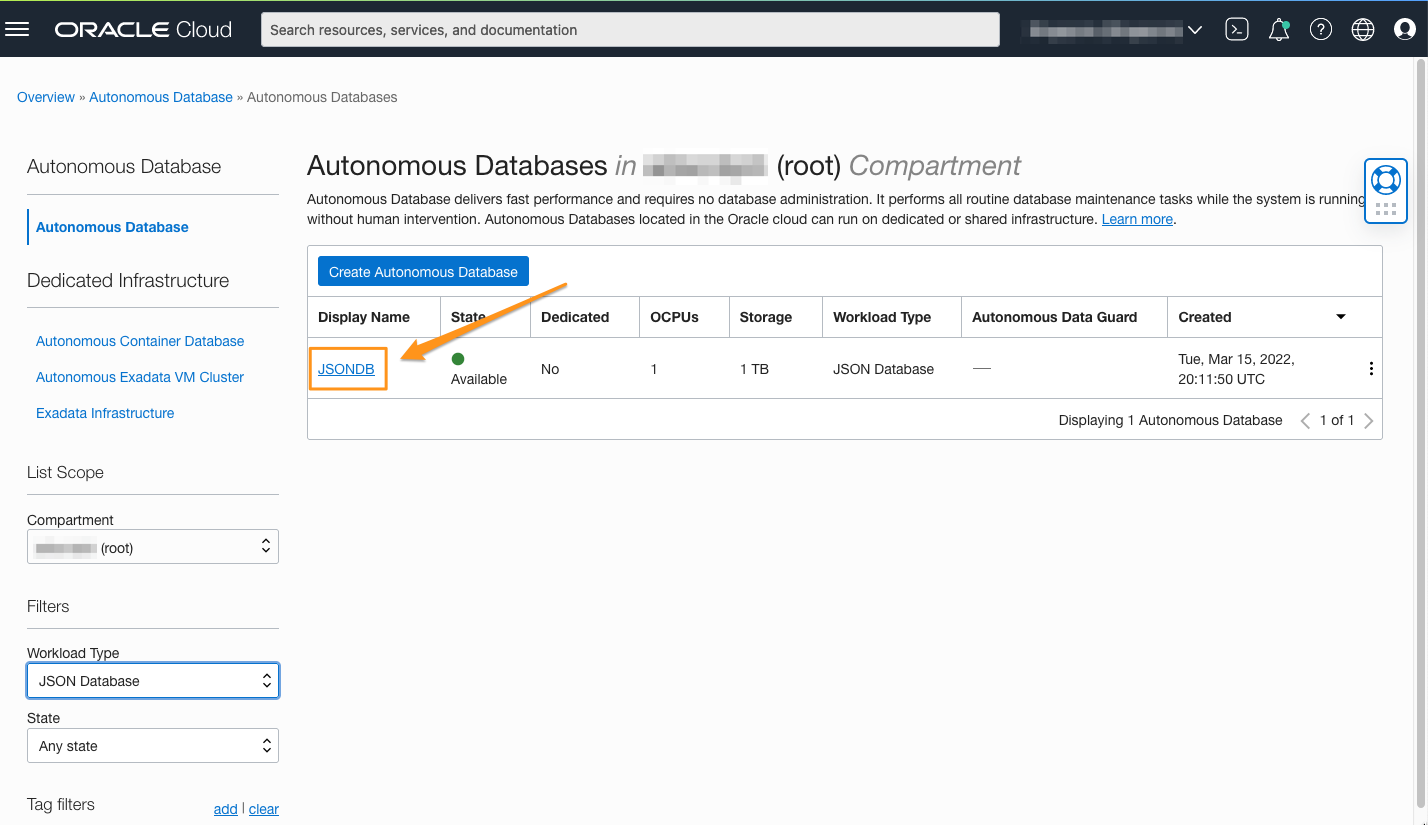 ORACLE Cloud
Search resources, services, and documentation
Overview » Autonomous Database » Autonomous Databases
Autonomous Database
Autonomous Database
Dedicated Infrastructure
Autonomous Container Database
Autonomous Exadata VM Cluster
Exadata Infrastructure
List Scope
Compartment
(root)
Filters
Workload Type
JSON Database
State
Any state
Tag filters
add | clear
Autonomous Databases in (root) Compartment
Autonomous Database delivers fast performance and requires no database administration. It performs all routine database maintenance tasks while the system is running,
without human intervention. Autonomous Databases located in the Oracle cloud can run on dedicated or shared infrastructure. Learn more.
Create Autonomous Database
Display Name State Dedicated OCPUs Storage Workload Type Autonomous Data Guard Created
JSONDB Available No 1 1 TB JSON Database — Tue, Mar 15, 2022,
20:11:50 UTC
Displaying 1 Autonomous Database 1 of 1